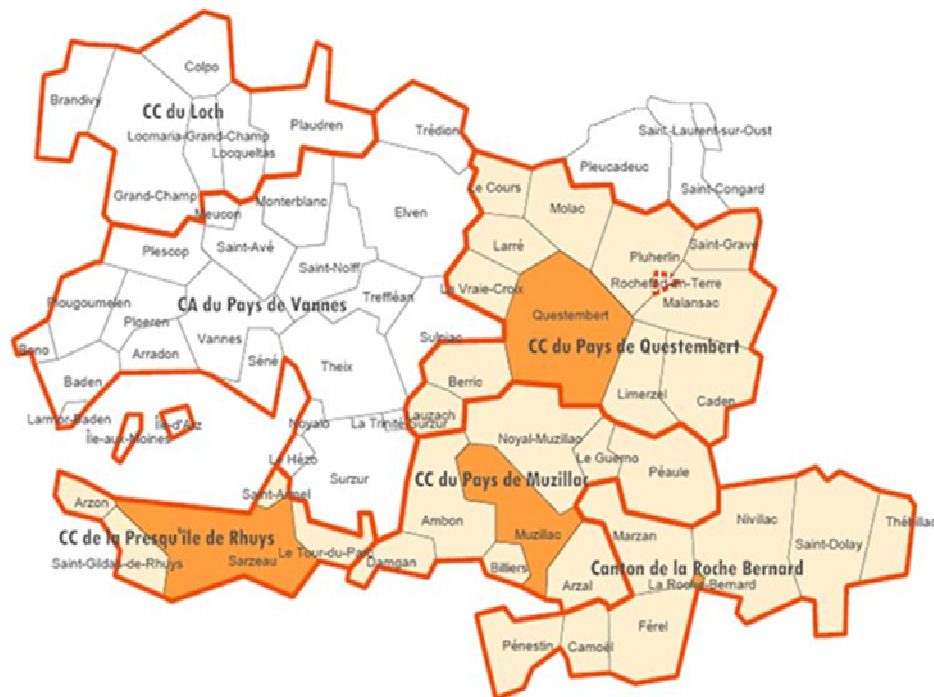 Colpo
Brandivy
CC du Loch
Plaudren
Trédion
Locmaria-Grand-Champ
Locqueltas
Saint-Laurent-sur-Oust
Pleucadeuc
Saint-Congard
Le Cours
Grand-Champ
Meucon
Monterblanc
Elven
Molac
Plescop
Saint-Avé
Larré
Pluherlin
Saint-Gravé
Saint-Nolff
Rochefort-en-Terre
La Vraie-Croix
Malansac
Plougoumelen
CA du Pays de Vannes
Treffléan
Ploeren
Questembert
Vannes
Sulniac
Bono
Arradon
Séné
Theix
CC du Pays de Questembert
Baden
Berric
Limerzel
Caden
Larmor-Baden
Île-d'Arz
Noyalo
La Trinité-Surzur
Lauzach
Île-aux-Moines
Noyal-Muzillac
Le Hézo
Le Guerno
Péaule
Surzur
CC du Pays de Muzillac
Saint-Armel
Arzon
Ambon
Nivillac
Théhillac
CC de la Presqu'île de Rhuys
Muzillac
Marzan
Saint-Dolay
Le Tour-du-Parc
Saint-Gildas-de-Rhuys
Sarzeau
Damgan
Billiers
Canton de la Roche Bernard
Arzal
La Roche-Bernard
Férel
Pénestin
Camoël